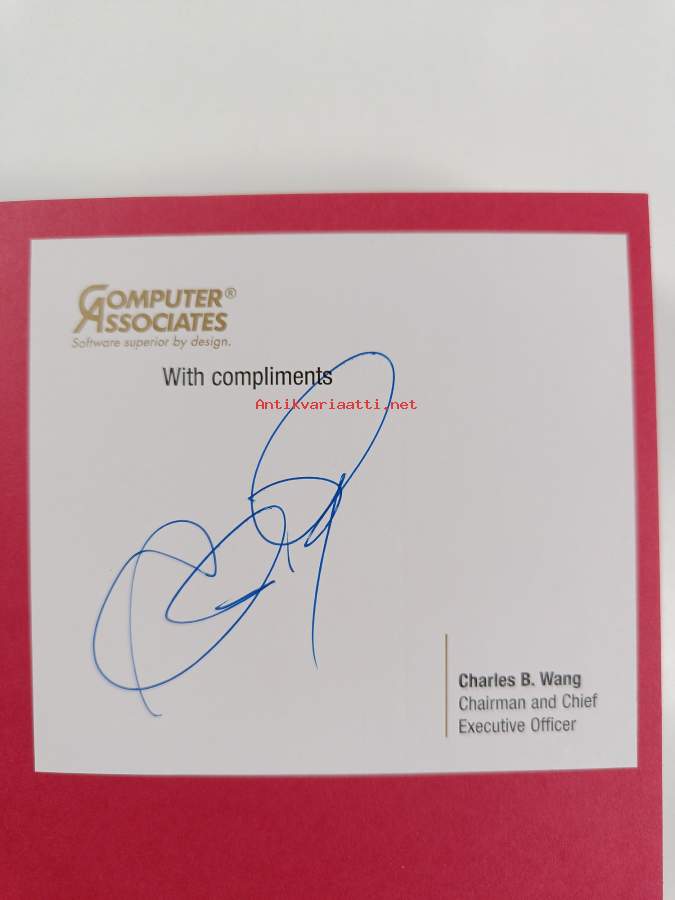 COMPUTER®
ASSOCIATES
Software superior by design.
With compliments
Antikvariaatti.net
Charles B. Wang
Chairman and Chief
Executive Officer